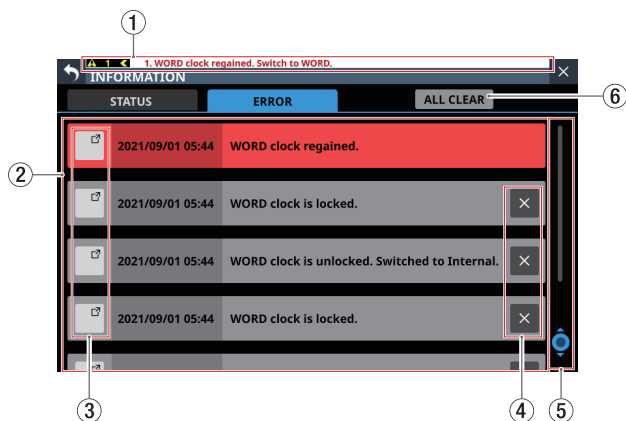 1
1 1. WORD clock regained. Switch to WORD.
INFORMATION
STATUS ERROR ALL CLEAR
6
2
2021/09/01 05:44 WORD clock regained.
2021/09/01 05:44 WORD clock is locked.
2021/09/01 05:44 WORD clock is unlocked. Switched to Internal.
2021/09/01 05:44 WORD clock is locked.
3 4 5